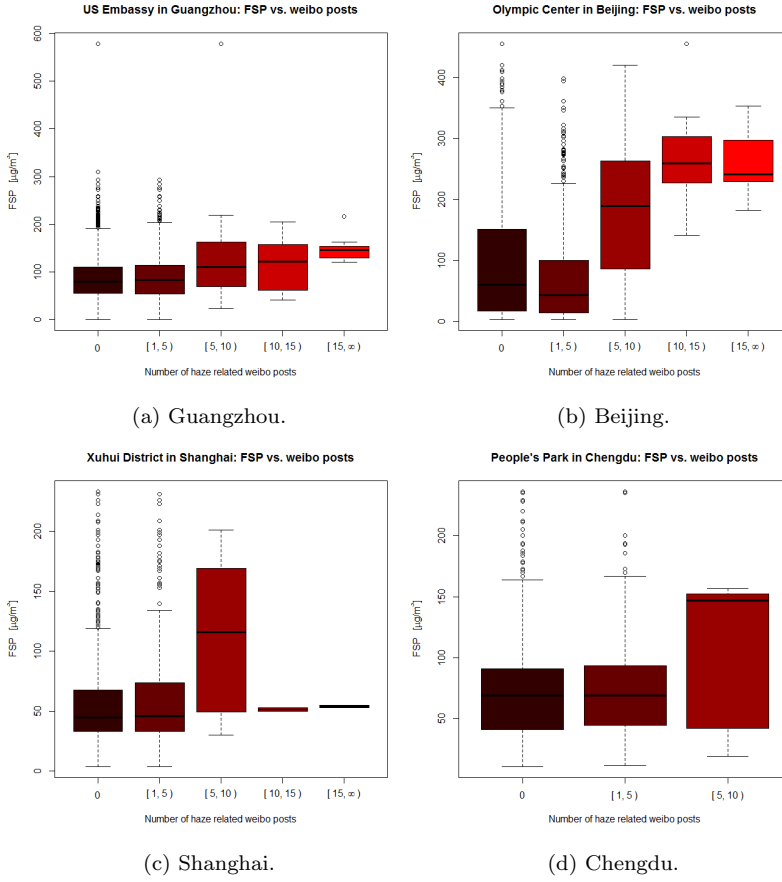 US Embassy in Guangzhou: FSP vs. weibo posts
FSP [µg/m³]
600
500
400
300
200
100
0
0 [ 1, 5 ) [ 5, 10 ) [ 10, 15 ) [ 15, ∞ )
Number of haze related weibo posts
(a) Guangzhou.
Olympic Center in Beijing: FSP vs. weibo posts
FSP [µg/m³]
400
300
200
100
0
0 [ 1, 5 ) [ 5, 10 ) [ 10, 15 ) [ 15, ∞ )
Number of haze related weibo posts
(b) Beijing.
Xuhui District in Shanghai: FSP vs. weibo posts
FSP [µg/m³]
200
150
100
50
0
0 [ 1, 5 ) [ 5, 10 ) [ 10, 15 ) [ 15, ∞ )
Number of haze related weibo posts
(c) Shanghai.
People's Park in Chengdu: FSP vs. weibo posts
FSP [µg/m³]
200
150
100
50
0 [ 1, 5 ) [ 5, 10 )
Number of haze related weibo posts
(d) Chengdu.